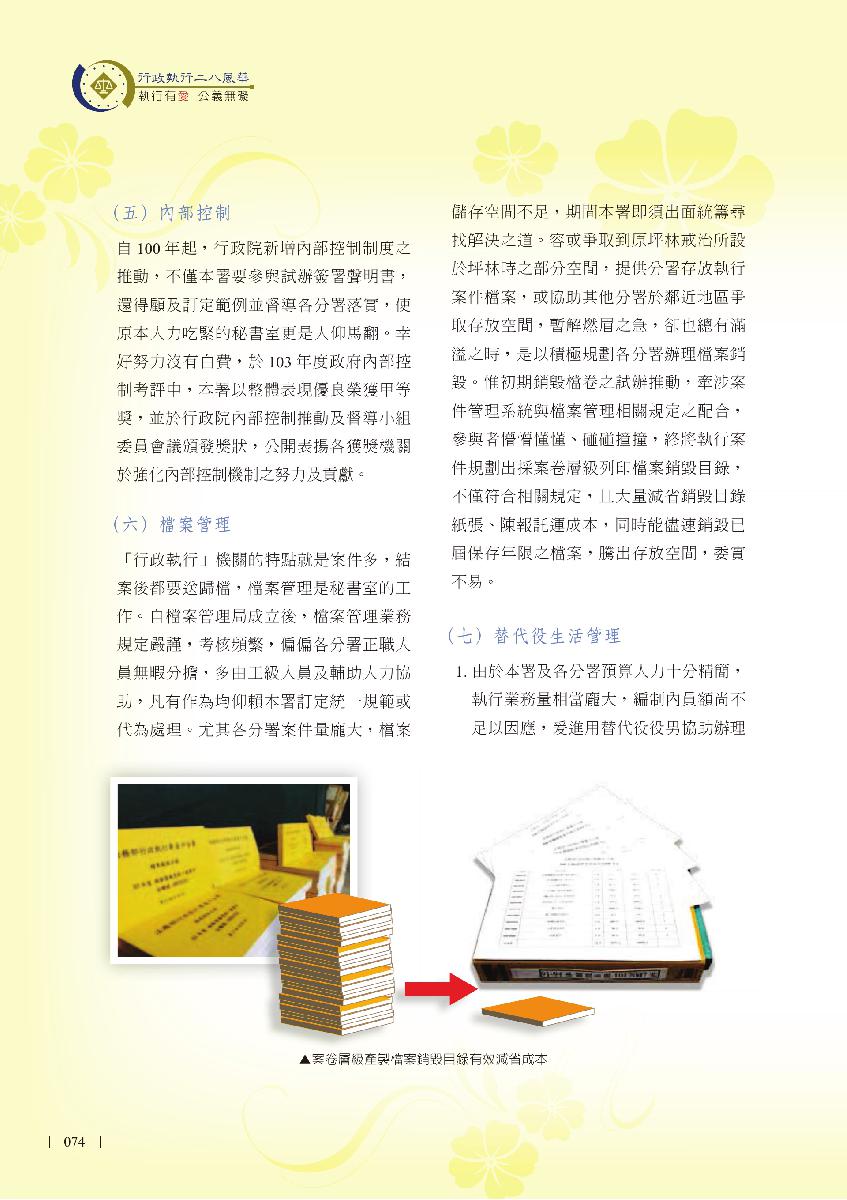 行政執行二八風華
執行有愛 公義無礙
(五) 內部控制
自 100 年起，行政院新增內部控制制度之
推動，不僅本署要參與試辦簽署聲明書，
還得顧及訂定範例並督導各分署落實，使
原本人力吃緊的秘書室更是人仰馬翻。幸
好努力沒有白費，於 103 年度政府內部控
制考評中，本署以整體表現優良榮獲甲等
獎，並於行政院內部控制推動及督導小組
委員會議頒發獎狀，公開表揚各獲獎機關
於強化內部控制機制之努力及貢獻。
(六) 檔案管理
「行政執行」機關的特點就是案件多，結
案後都要送歸檔，檔案管理是秘書室的工
作。自檔案管理局成立後，檔案管理業務
規定嚴謹，考核頻繁，偏偏各分署正職人
員無暇分擔，多由工級人員及輔助人力協
助，凡有作為均仰賴本署訂定統一規範或
代為處理。尤其各分署案件量龐大，檔案
儲存空間不足，期間本署即須出面統籌尋
找解決之道。容或爭取到原坪林戒治所設
於坪林時之部分空間，提供分署存放執行
案件檔案，或協助其他分署於鄰近地區爭
取存放空間，暫解燃眉之急，卻也總有滿
溢之時，是以積極規劃各分署辦理檔案銷
毀。惟初期銷毀檔卷之試辦推動，牽涉案
件管理系統與檔案管理相關規定之配合，
參與者懵懵懂懂、碰碰撞撞，終將執行案
件規劃出採案卷層級列印檔案銷毀目錄，
不僅符合相關規定，且大量減省銷毀目錄
紙張、陳報託運成本，同時能儘速銷毀已
屆保存年限之檔案，騰出存放空間，委實
不易。
(七) 替代役生活管理
1. 由於本署及各分署預算人力十分精簡，
執行業務量相當龐大，編制內員額尚不
足以因應，爰進用替代役役男協助辦理
▲案卷層級產製檔案銷毀目錄有效減省成本
074